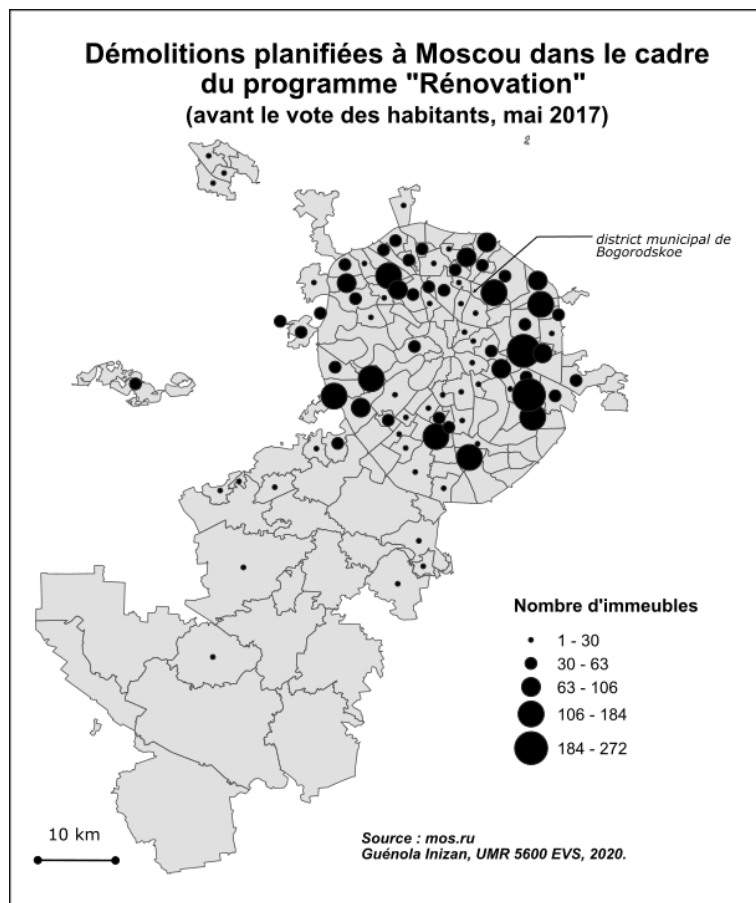 Démolitions planifiées à Moscou dans le cadre
du programme "Rénovation"
(avant le vote des habitants, mai 2017)
district municipal de
Bogorodskoe
Nombre d'immeubles
1 - 30
30 - 63
63 - 106
106 - 184
184 - 272
10 km
Source : mos.ru
Guénola Inizan, UMR 5600 EVS, 2020.